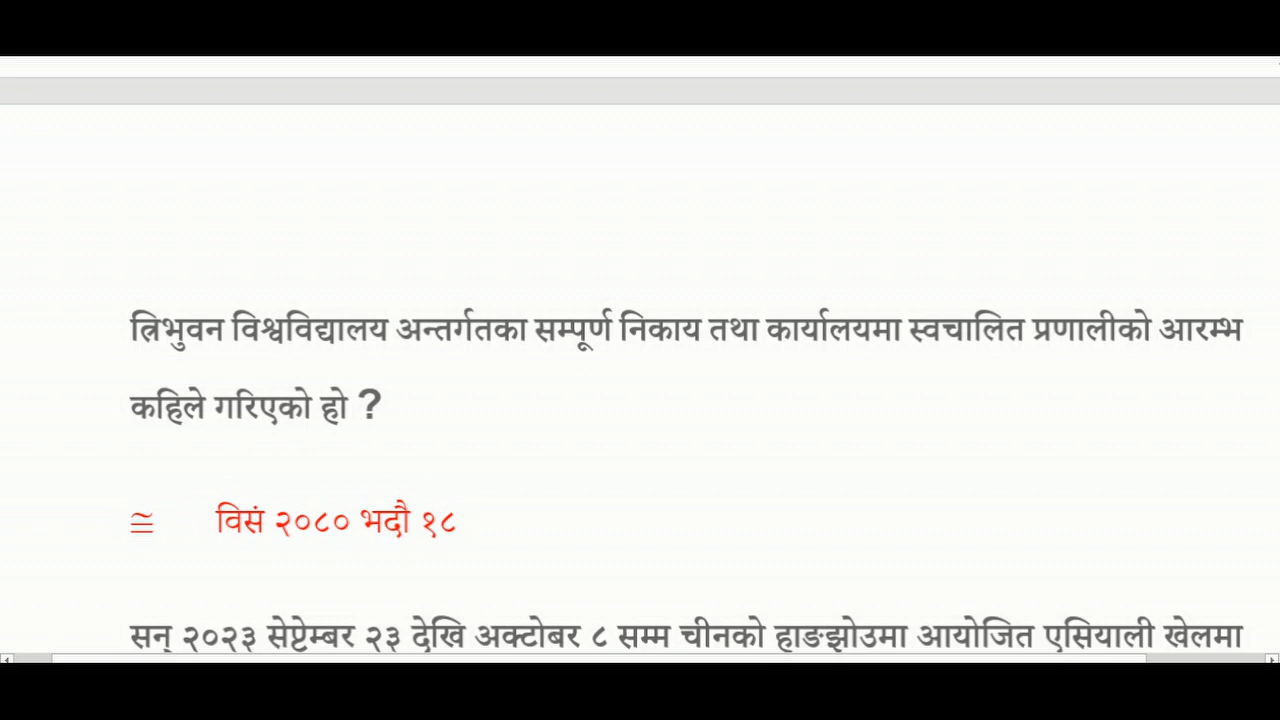 त्रिभुवन विश्वविद्यालय अन्तर्गतका सम्पूर्ण निकाय तथा कार्यालयमा स्वचालित प्रणालीको आरम्भ
कहिले गरिएको हो ?
≅ विसं २०८० भदौ १८
सन् २०२३ सेप्टेम्बर २३ देखि अक्टोबर ८ सम्म चीनको हाङझोउमा आयोजित एसियाली खेलमा